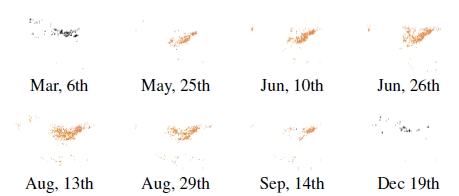 Mar, 6th
May, 25th
Jun, 10th
Jun, 26th
Aug, 13th
Aug, 29th
Sep, 14th
Dec 19th